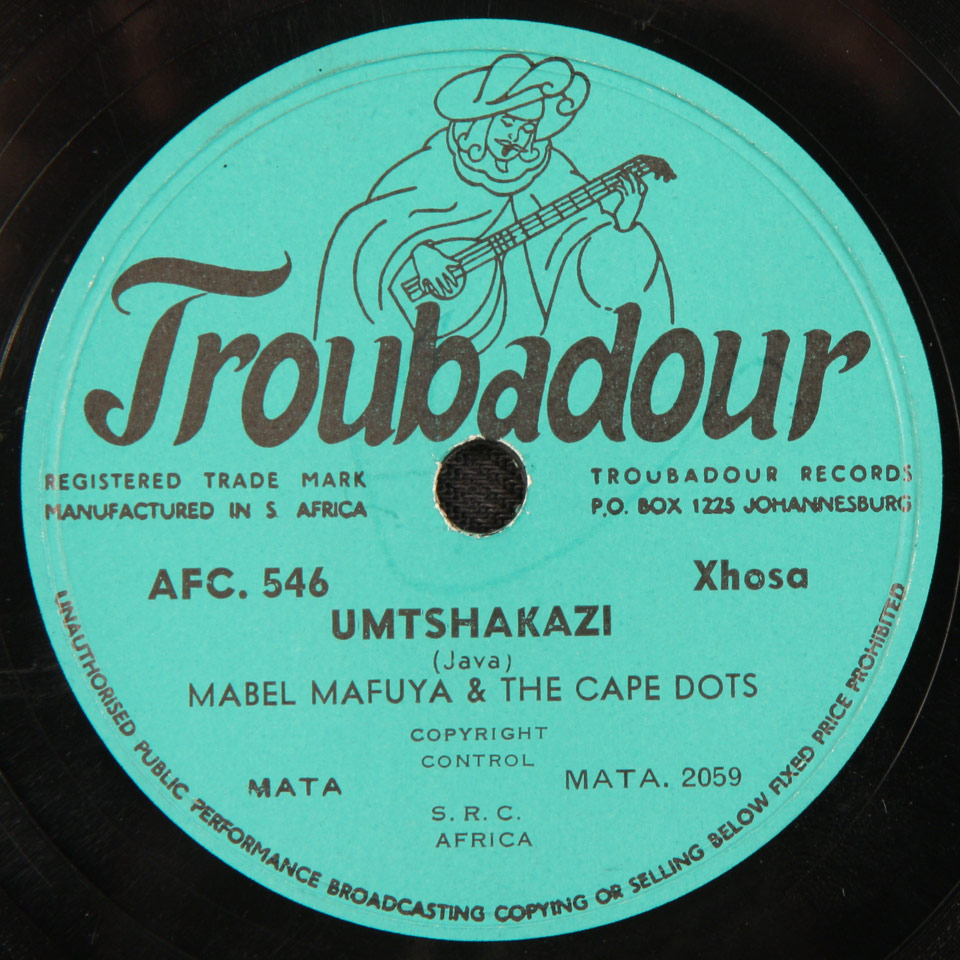 Troubadour
REGISTERED TRADE MARK
MANUFACTURED IN S. AFRICA
TROUBADOUR RECORDS
P.O. BOX 1225 JOHANNESBURG
AFC. 546
Xhosa
UMTSHAKAZI
(Java)
MABEL MAFUYA & THE CAPE DOTS
COPYRIGHT
CONTROL
MATA
MATA. 2059
S. R. C.
AFRICA
UNAUTHORISED PUBLIC PERFORMANCE BROADCASTING COPYING OR SELLING BELOW FIXED PRICE PROHIBITED